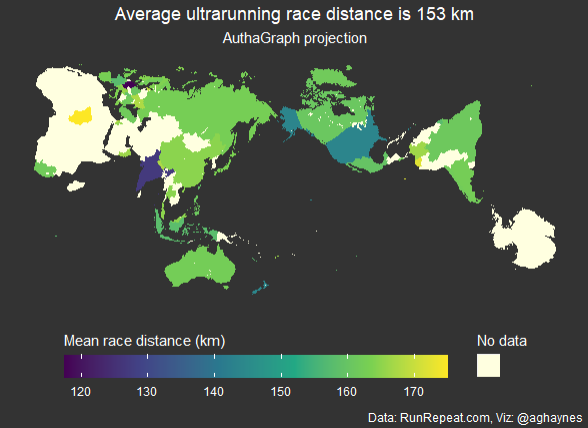 Average ultrarunning race distance is 153 km
AuthaGraph projection
Mean race distance (km)
No data
120 130 140 150 160 170
Data: RunRepeat.com, Viz: @aghaynes